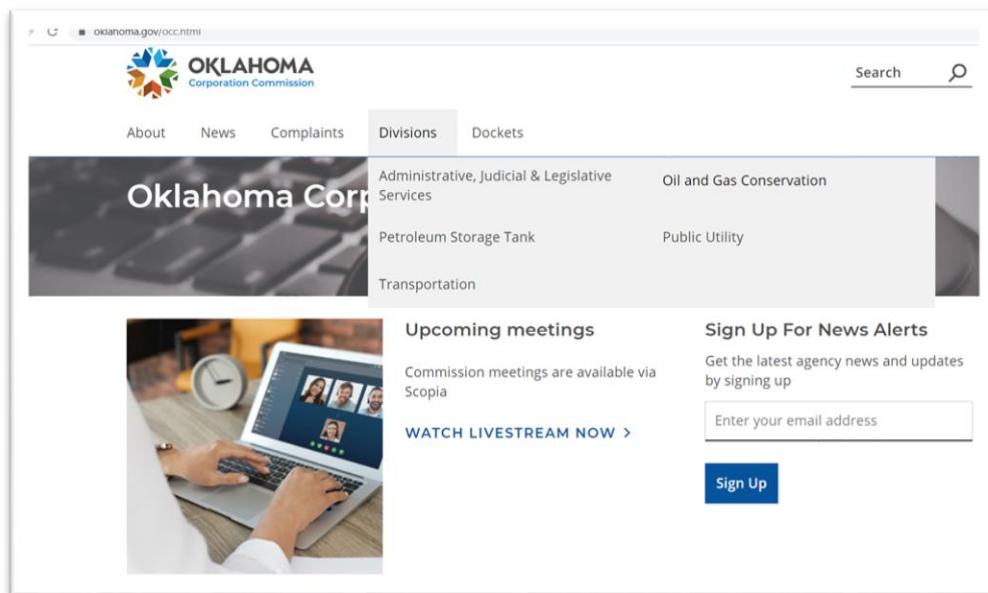 oklahoma.gov/occ.html
OKLAHOMA
Corporation Commission
Search
About News Complaints Divisions Dockets
Oklahoma
Administrative, Judicial & Legislative
Services
Oil and Gas Conservation
Petroleum Storage Tank
Public Utility
Transportation
Upcoming meetings
Commission meetings are available via
Scopia
WATCH LIVESTREAM NOW >
Sign Up For News Alerts
Get the latest agency news and updates
by signing up
Enter your email address
Sign Up